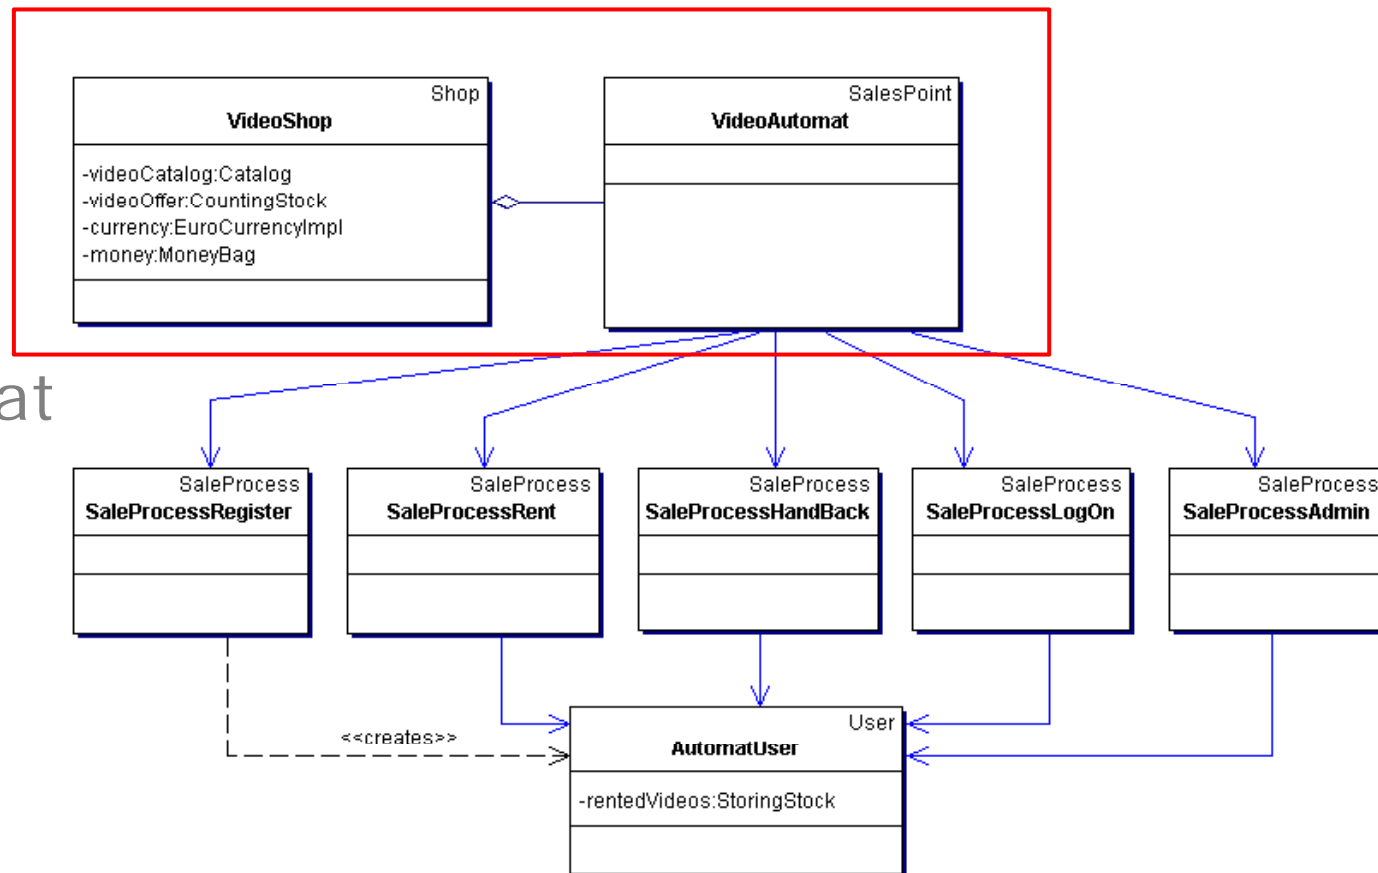 Shop
VideoShop
-videoCatalog:Catalog
-videoOffer:CountingStock
-currency:EuroCurrencyImpl
-money:MoneyBag
SalesPoint
VideoAutomat
at
SaleProcess
SaleProcessRegister
SaleProcess
SaleProcessRent
SaleProcess
SaleProcessHandBack
SaleProcess
SaleProcessLogOn
SaleProcess
SaleProcessAdmin
<<creates>>
User
AutomatUser
-rentedVideos:StoringStock